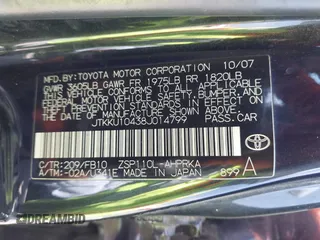 MFD. BY: TOYOTA MOTOR CORPORATION 10/07
GVWR 3605LB GAWR FR 1975LB RR 1820LB
THIS VEHICLE CONFORMS TO ALL APPLICABLE
FEDERAL MOTOR VEHICLE SAFETY, BUMPER, AND
THEFT PREVENTION STANDARDS IN EFFECT ON
THE DATE OF MANUFACTURE SHOWN ABOVE.
JTKKU10438J014799 PASS.CAR
C/TR: 209/FB10 ZSP110L-AHPRKA
A/TM: -02A/U341E MADE IN JAPAN 899 A
TOYOTA
DREAMBID